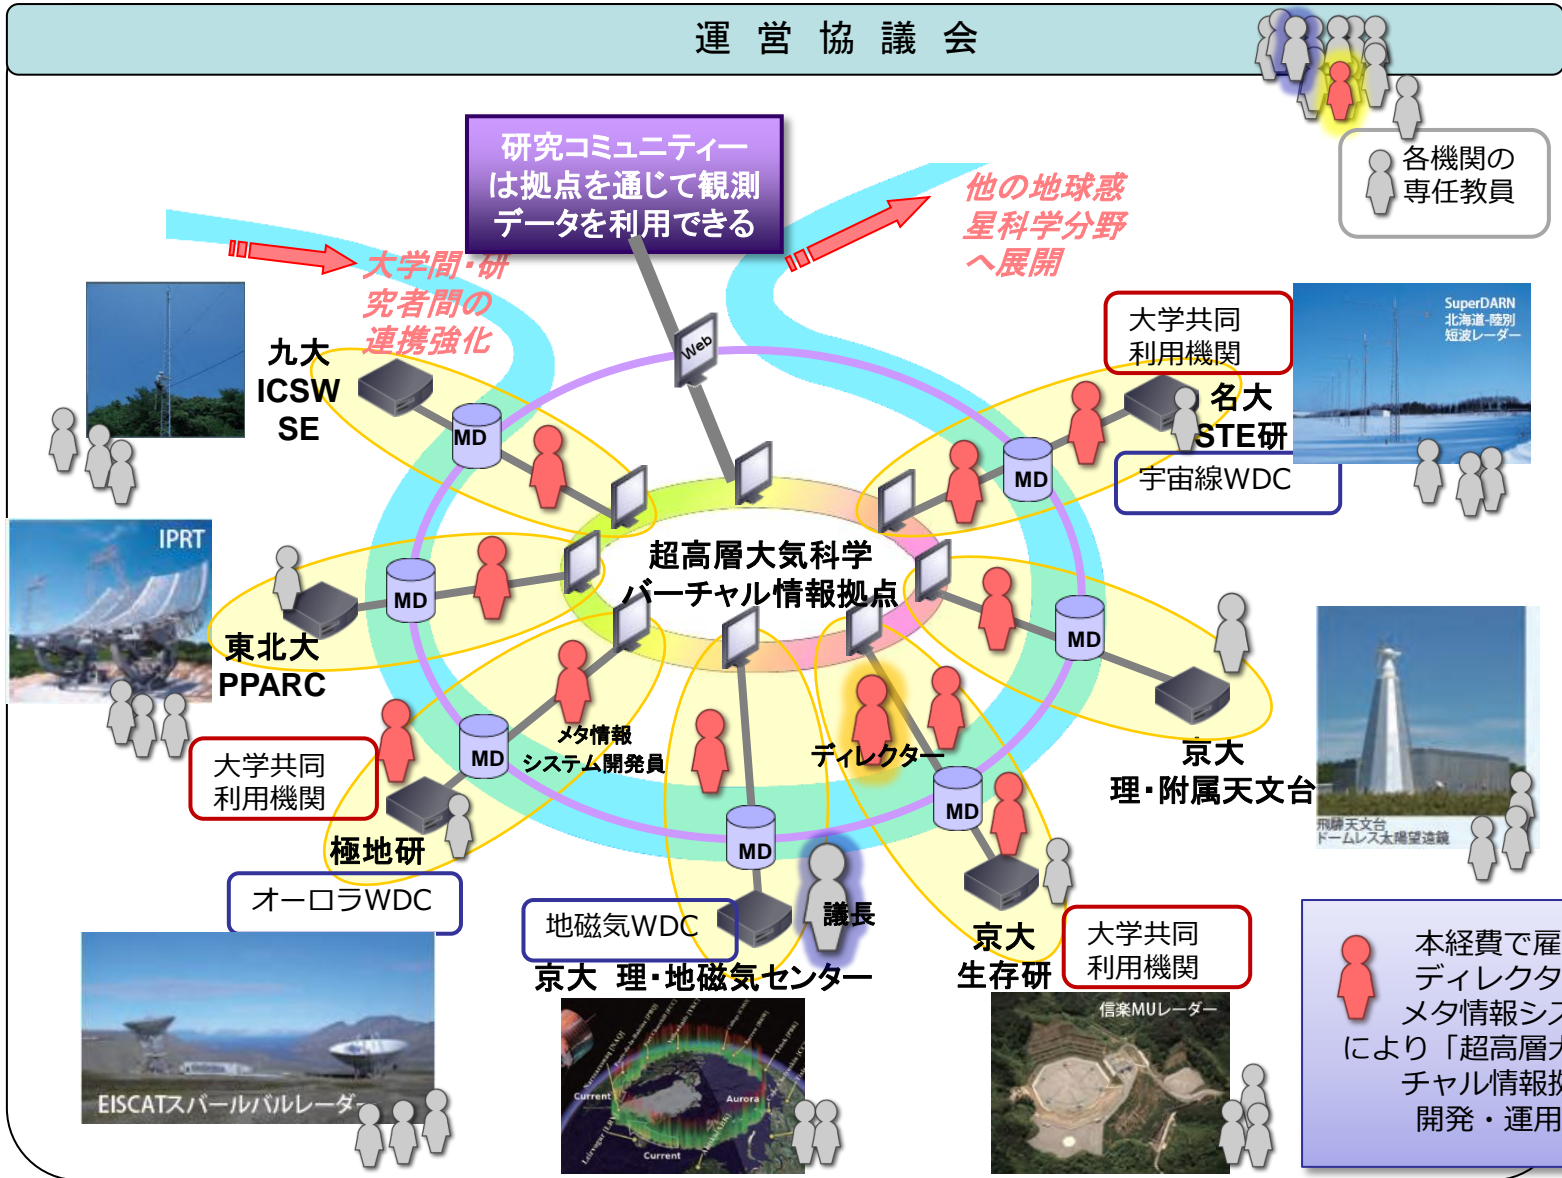 運営協議会
各機関の
専任教員
研究コミュニティー
は拠点を通じて観測
データを利用できる
他の地球惑
星科学分野
へ展開
大学間・研
究者間の
連携強化
Web
九大
ICSW
SE
MD
大学共同
利用機関
名大
STE研
MD
宇宙線WDC
SuperDARN
北海道-陸別
短波レーダー
IPRT
東北大
PPARC
MD
超高層大気科学
バーチャル情報拠点
MD
京大
理・附属天文台
飛騨天文台
ドームレス太陽望遠鏡
大学共同
利用機関
MD
メタ情報
システム開発員
極地研
オーロラWDC
EISCATスバールバルレーダー
MD
地磁気WDC
議長
京大 理・地磁気センター
Current
Aurora
Current
ディレクター
MD
京大
生存研
大学共同
利用機関
信楽MUレーダー
本経費で雇
ディレクタ
メタ情報シス
により「超高層大
チャル情報拠
開発・運用